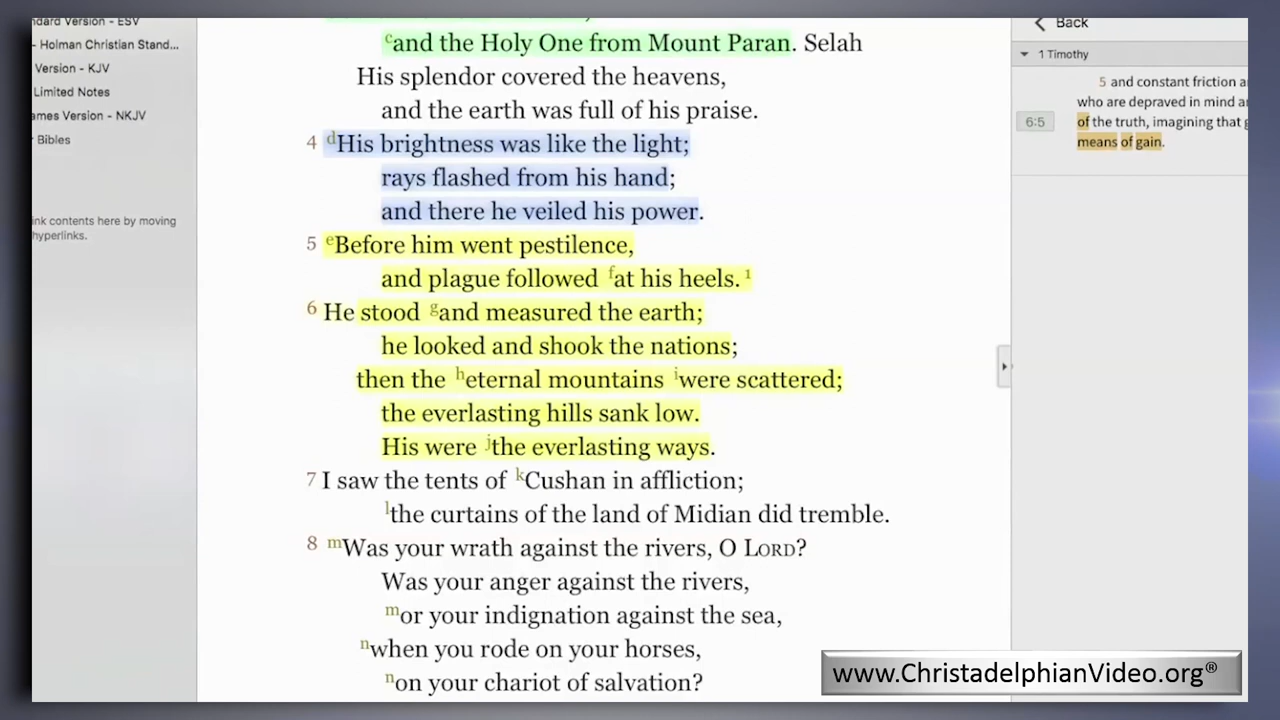 ndard Version - ESV
- Holman Christian Stand...
Version - KJV
Limited Notes
ames Version - NKJV
Bibles
ink contents here by moving
hyperlinks.
cand the Holy One from Mount Paran. Selah
His splendor covered the heavens,
and the earth was full of his praise.
4 dHis brightness was like the light;
rays flashed from his hand;
and there he veiled his power.
5 eBefore him went pestilence,
and plague followed fat his heels.1
6 He stood gand measured the earth;
he looked and shook the nations;
then the heternal mountains iwere scattered;
the everlasting hills sank low.
His were jthe everlasting ways.
7 I saw the tents of kCushan in affliction;
lthe curtains of the land of Midian did tremble.
8 mWas your wrath against the rivers, O LORD?
Was your anger against the rivers,
mor your indignation against the sea,
nwhen you rode on your horses,
non your chariot of salvation?
Back
1 Timothy
5 and constant friction a
who are depraved in mind a
6:5 of the truth, imagining that g
means of gain.
www.ChristadelphianVideo.org®